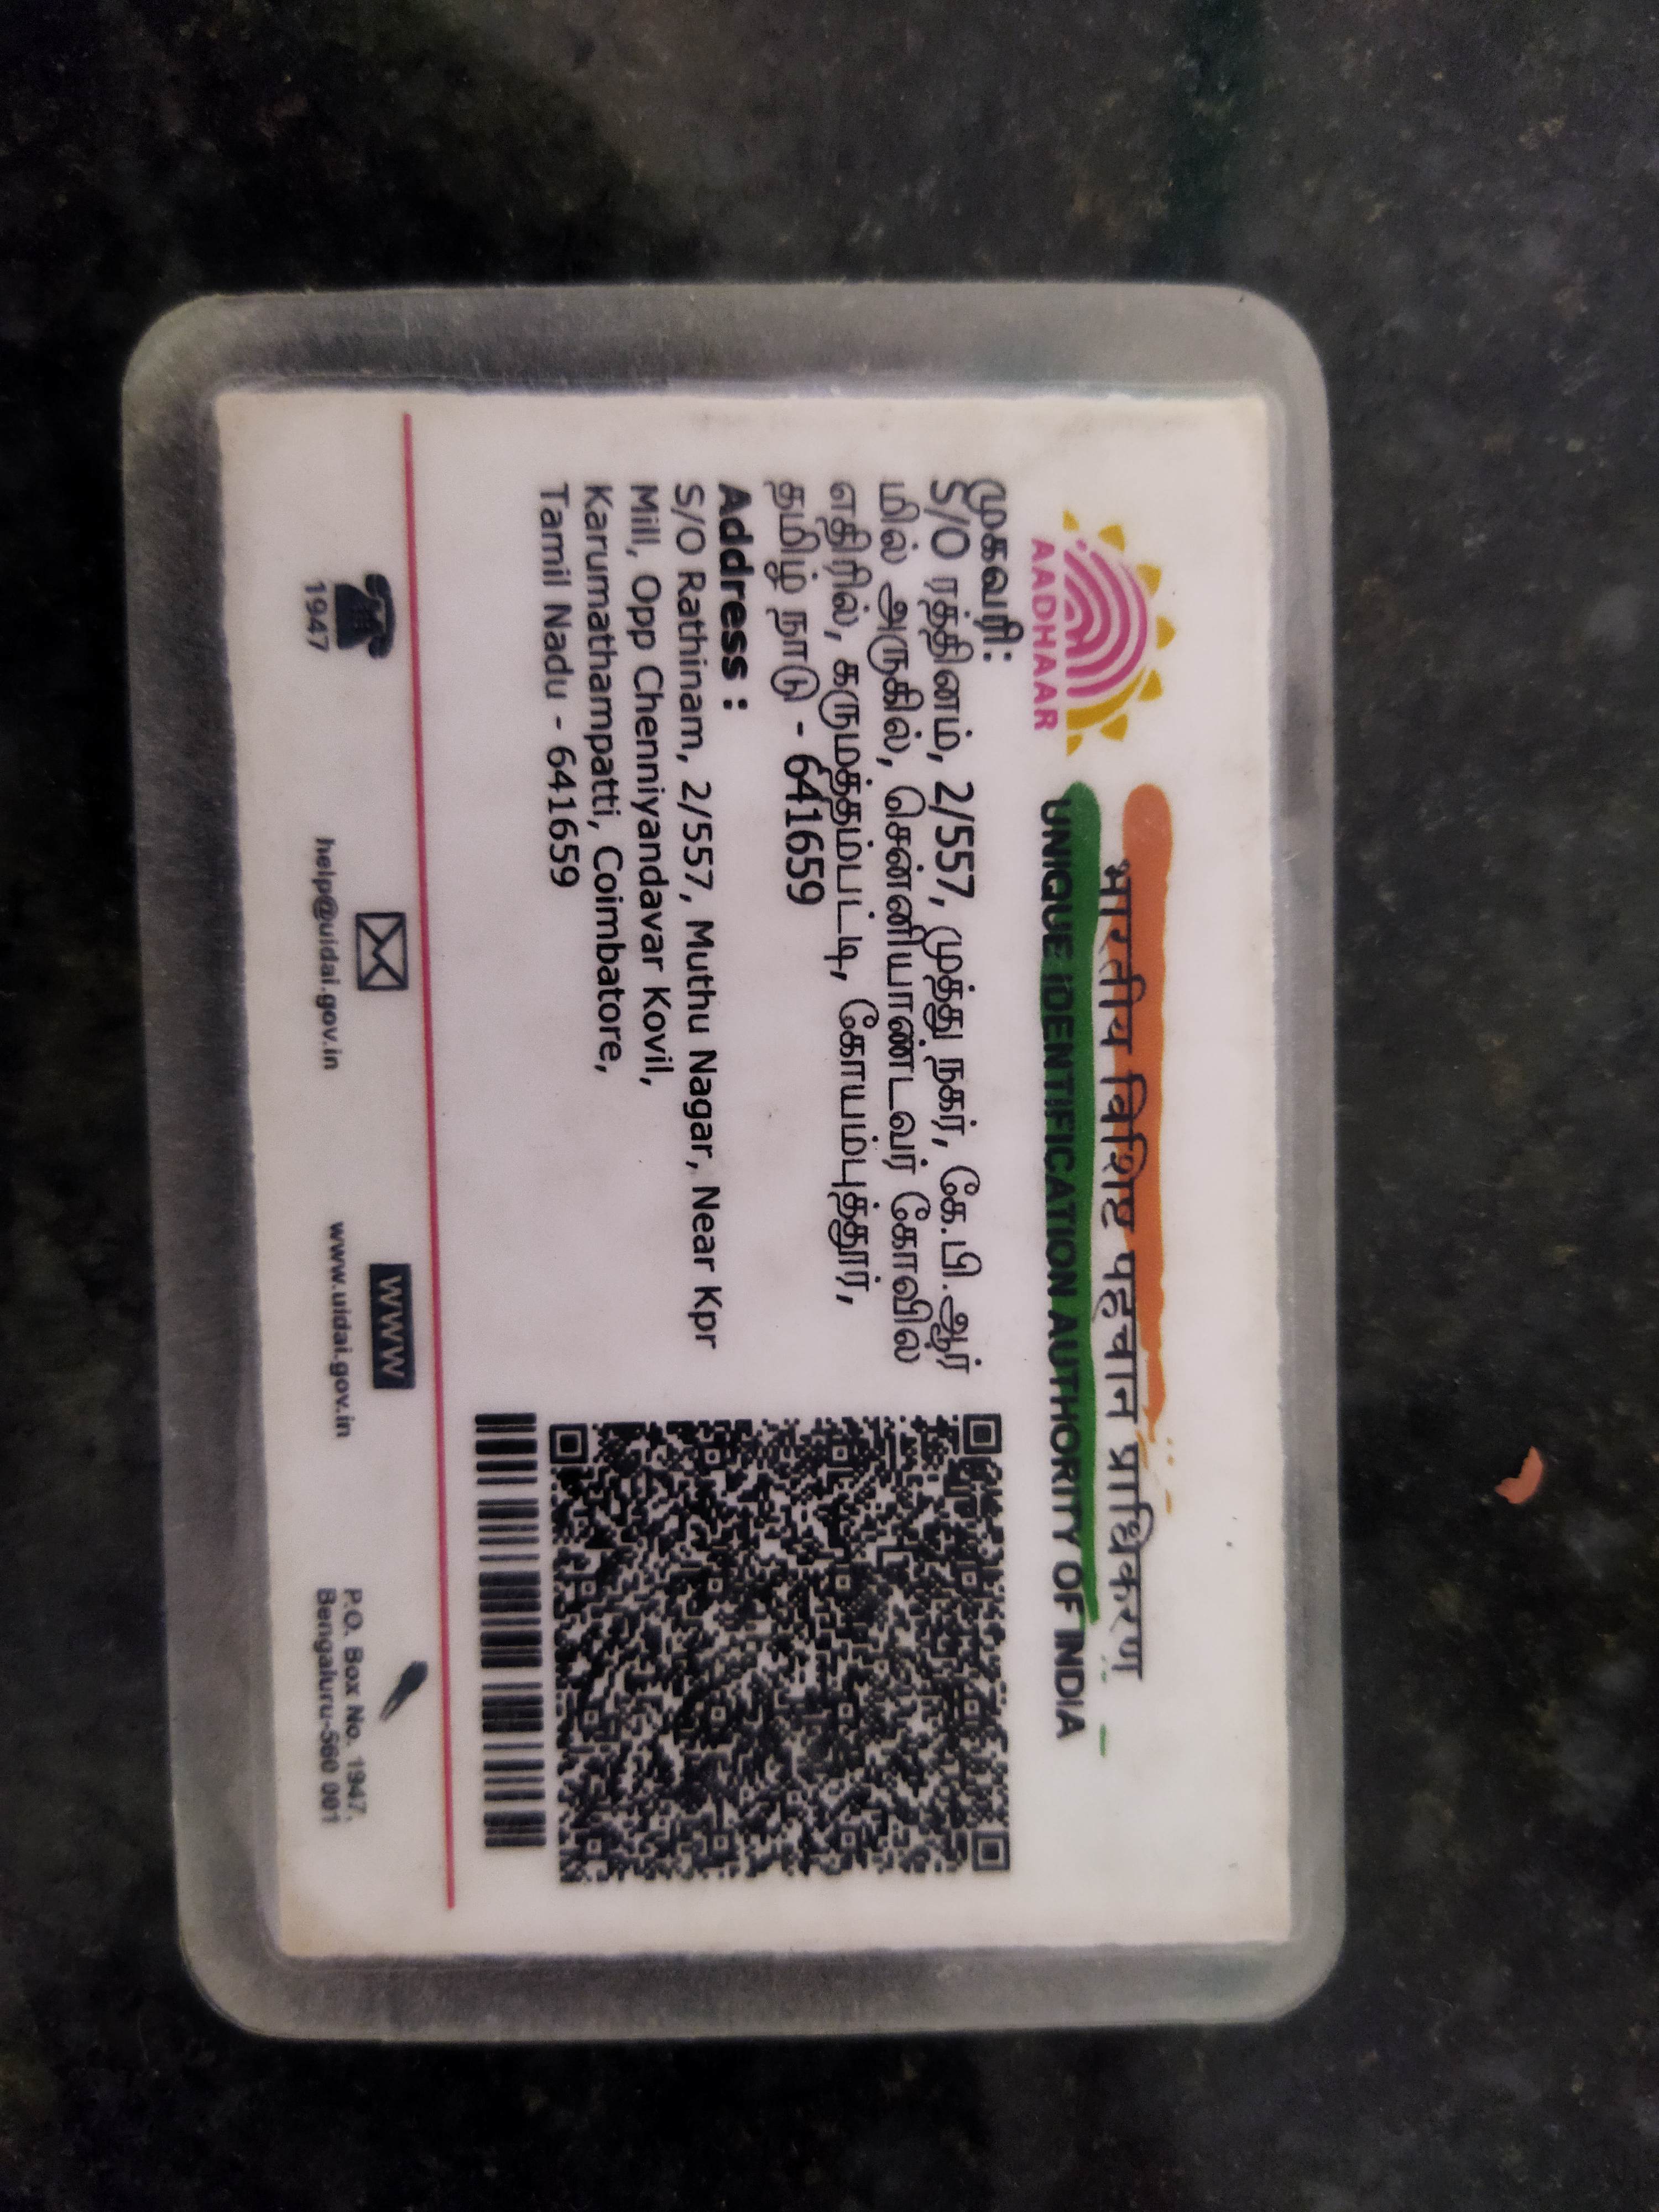 भारतीय विशिष्ट पहचान प्राधिकरण
UNIQUE IDENTIFICATION AUTHORITY OF INDIA
AADHAAR
முகவரி:
S/O ரத்தினம், 2/557, முத்து நகர், கே.பி.ஆர்
மில் அருகில், சென்னியாண்டவர் கோவில்
எதிரில், கருமத்தம்பட்டி, கோயம்புத்தூர்,
தமிழ் நாடு - 641659
Address :
S/O Rathinam, 2/557, Muthu Nagar, Near Kpr
Mill, Opp Chenniyandavar Kovil,
Karumathampatti, Coimbatore,
Tamil Nadu - 641659
1947
help@uidai.gov.in
WWW
www.uidai.gov.in
P.O. Box No. 1947,
Bengaluru-560 001